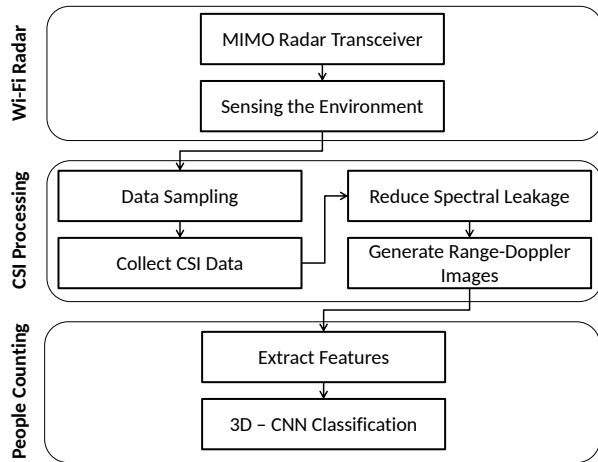 Wi-Fi Radar
MIMO Radar Transceiver
Sensing the Environment
CSI Processing
Data Sampling
Collect CSI Data
Reduce Spectral Leakage
Generate Range-Doppler
Images
People Counting
Extract Features
3D – CNN Classification